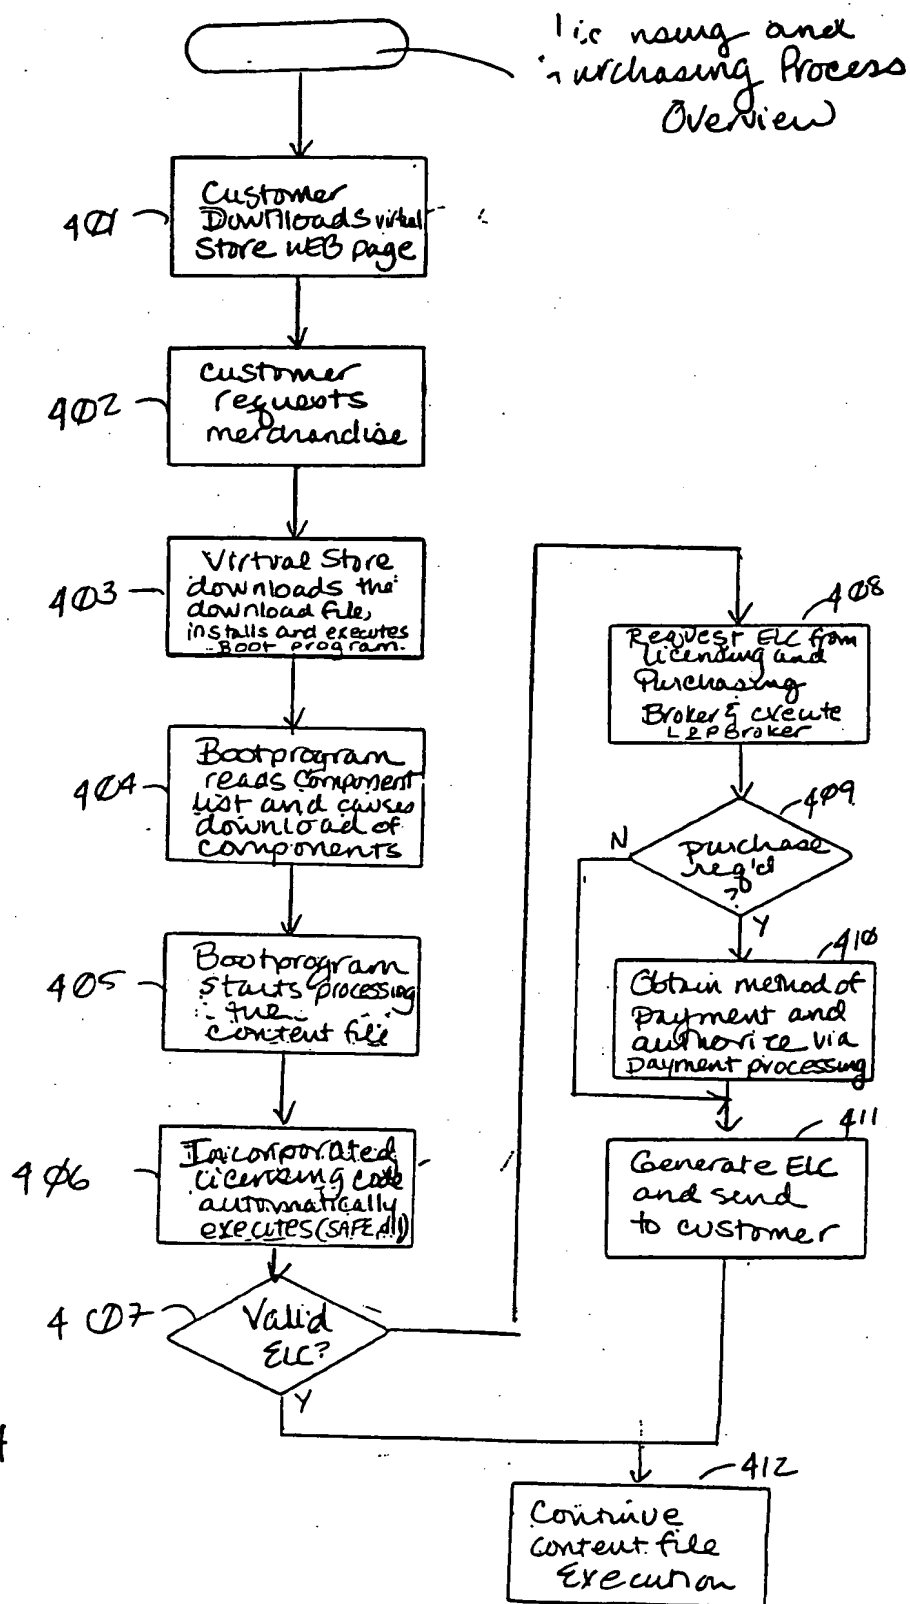 and
Process
Overview
401
Customer
Downloads virtual
Store WEB page
402
Customer
requests
merchandise
403
Virtual Store
downloads the
download file,
installs and executes
Boot program.
404
Bootprogram
reads component
list and causes
download of
components
405
Bootprogram
starts processing
the
content file
406
Incorporated
licensing code
automatically
executes (SAFE.dll)
407
Valid
ELC?
Y
408
Request ELC from
licensing and
Purchasing
Broker & execute
L&P Broker
409
N
purchase
req'd
?
Y
410
Obtain method of
payment and
authorize via
payment processing
411
Generate ELC
and send
to customer
412
Continue
content file
Execution